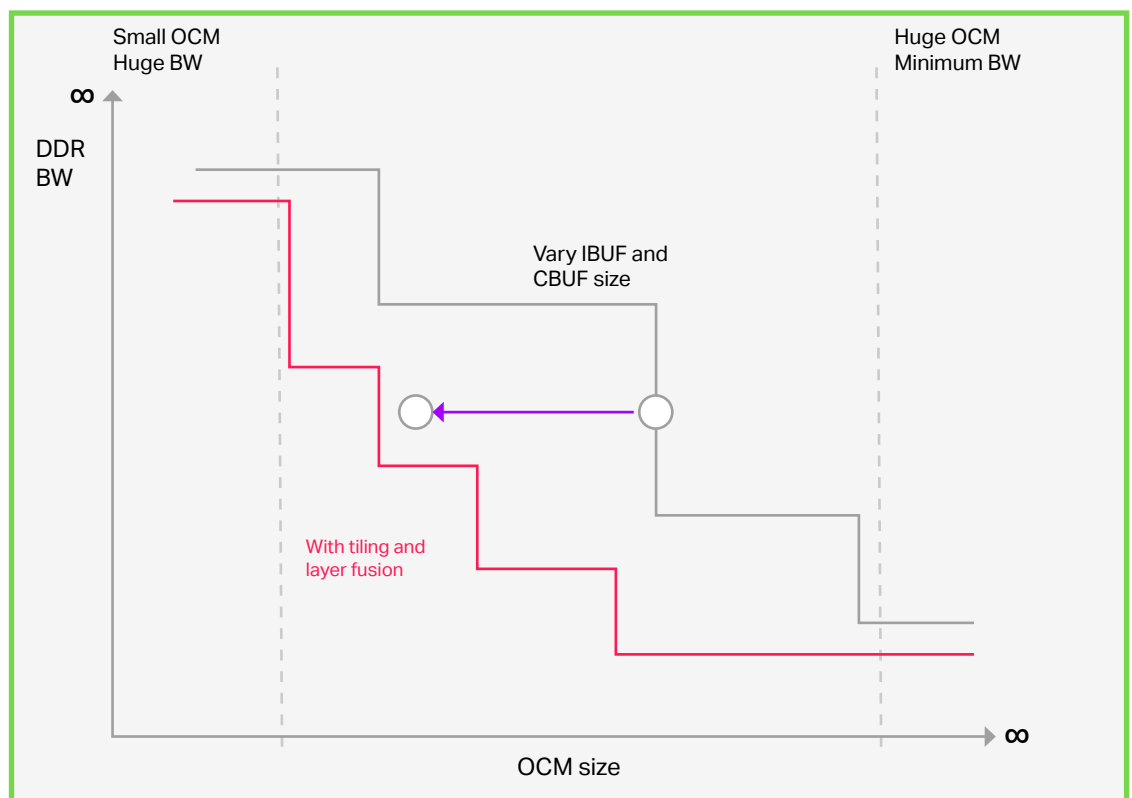 Small OCM
Huge BW
Huge OCM
Minimum BW
∞
DDR
BW
Vary IBUF and
CBUF size
With tiling and
layer fusion
∞
OCM size